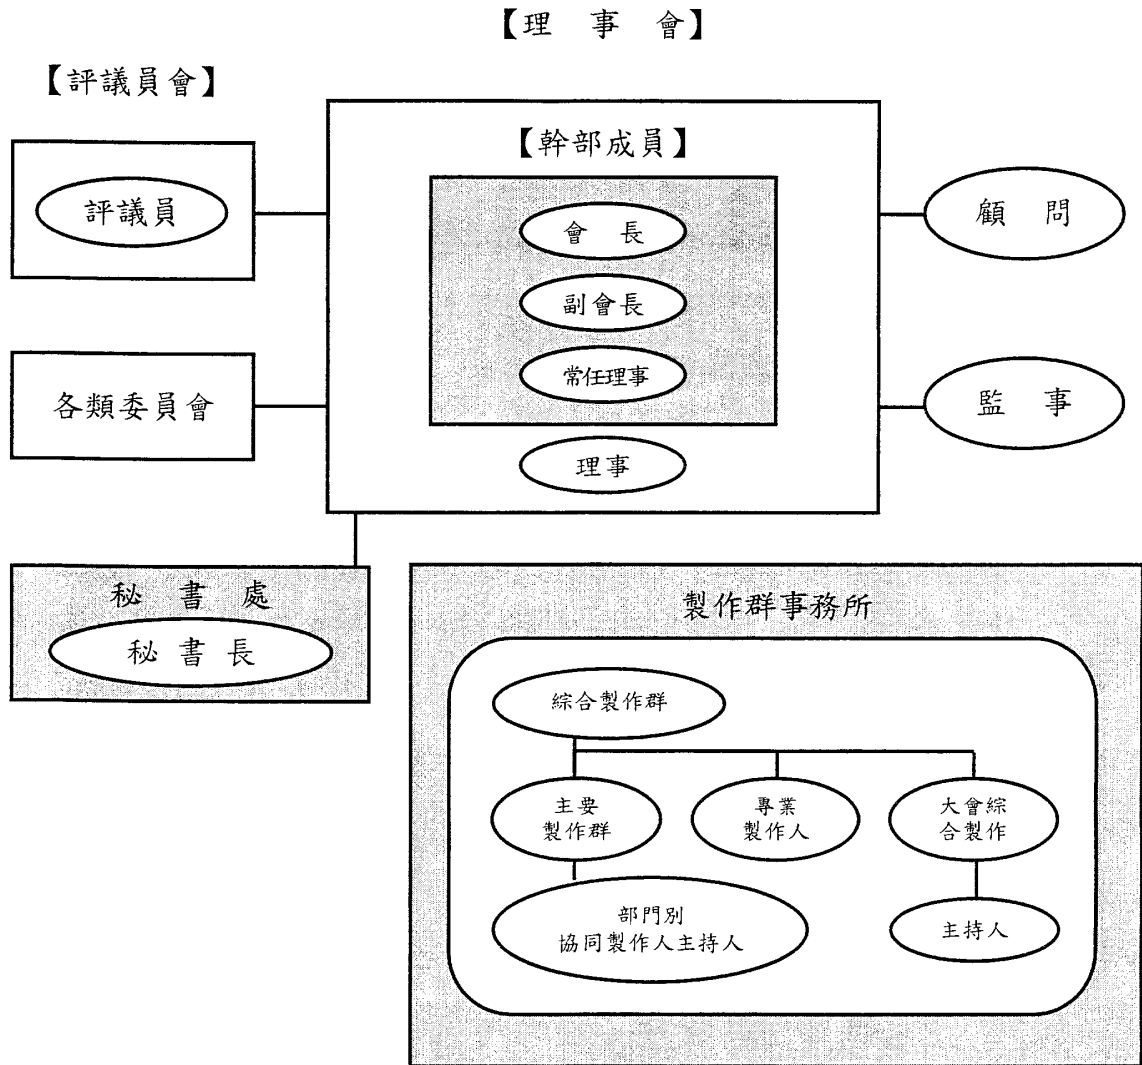 【理 事 會】
【評議員會】
【幹部成員】
評議員
會 長
顧 問
副會長
常任理事
各類委員會
監 事
理事
秘 書 處
秘 書 長
製作群事務所
綜合製作群
主要
製作群
專業
製作人
大會綜
合製作
部門別
協同製作人主持人
主持人